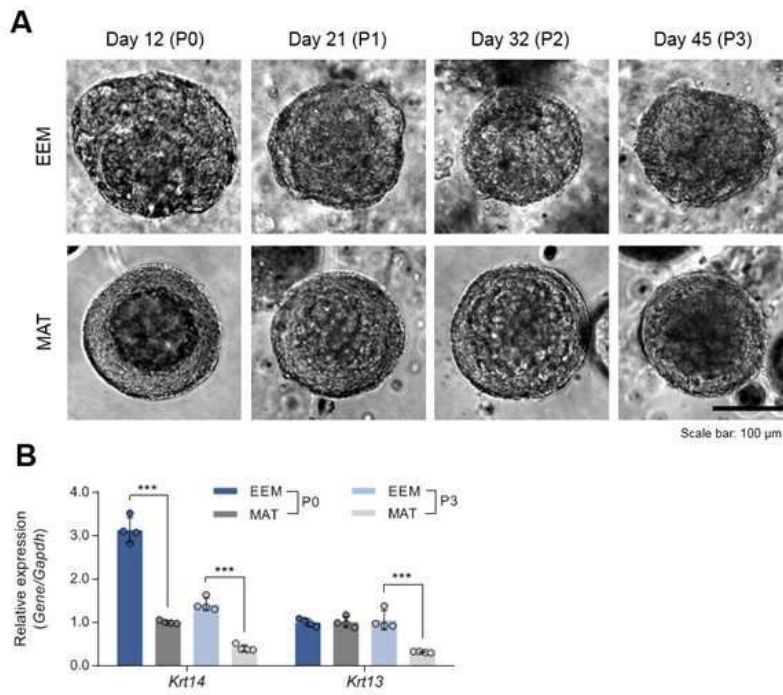 A
Day 12 (P0) Day 21 (P1) Day 32 (P2) Day 45 (P3)
EEM
MAT
Scale bar: 100 μm
B
Relative expression
(Gene/Gapdh)
4.0
3.0
2.0
1.0
0
***
***
***
EEM
MAT
P0
EEM
MAT
P3
Krt14 Krt13